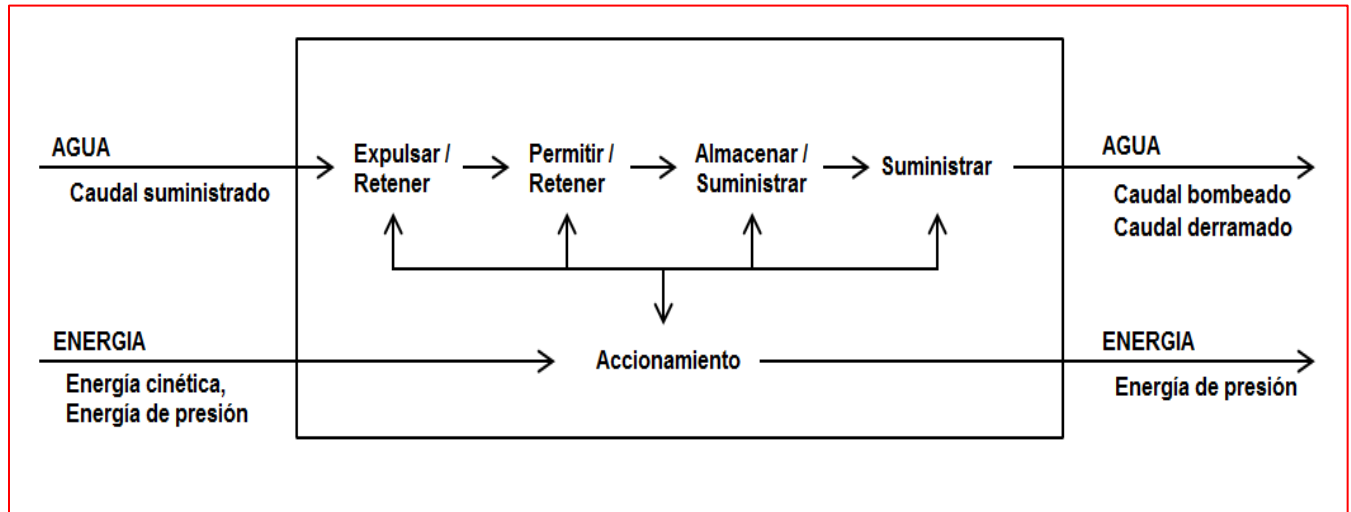 AGUA
Caudal suministrado
Expulsar /
Retener
Permitir /
Retener
Almacenar /
Suministrar
Suministrar
AGUA
Caudal bombeado
Caudal derramado
ENERGIA
Energía cinética,
Energía de presión
Accionamiento
ENERGIA
Energía de presión